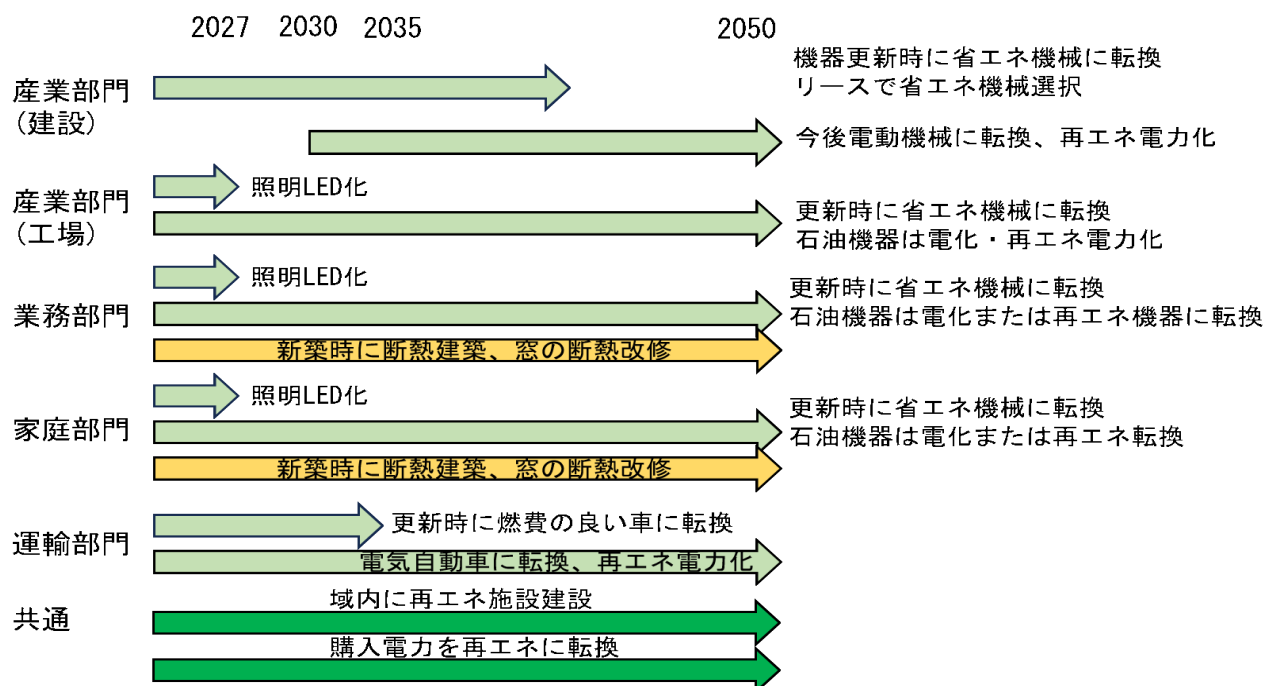 2027 2030 2035 2050
産業部門
(建設)
機器更新時に省エネ機械に転換
リースで省エネ機械選択
今後電動機械に転換、再エネ電力化
産業部門
(工場)
照明LED化
更新時に省エネ機械に転換
石油機器は電化・再エネ電力化
業務部門
照明LED化
更新時に省エネ機械に転換
石油機器は電化または再エネ機器に転換
新築時に断熱建築、窓の断熱改修
家庭部門
照明LED化
更新時に省エネ機械に転換
石油機器は電化または再エネ転換
新築時に断熱建築、窓の断熱改修
運輸部門
更新時に燃費の良い車に転換
電気自動車に転換、再エネ電力化
共通
域内に再エネ施設建設
購入電力を再エネに転換